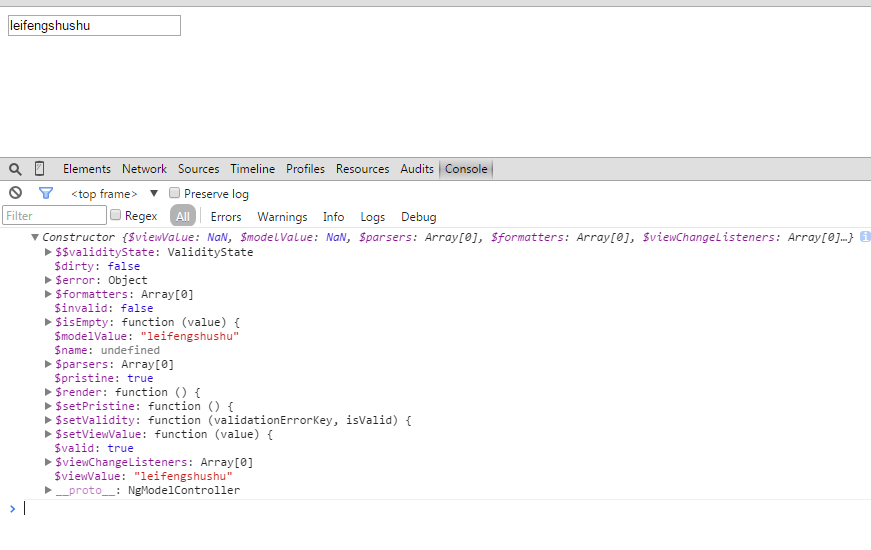 leifengshushu
Elements Network Sources Timeline Profiles Resources Audits Console
<top frame> ▼ Preserve log
Filter Regex All Errors Warnings Info Logs Debug
▼ Constructor {$viewValue: NaN, $modelValue: NaN, $parsers: Array[0], $formatters: Array[0], $viewChangeListeners: Array[0]…} i
▶ $$validityState: ValidityState
$dirty: false
▶ $error: Object
▶ $formatters: Array[0]
$invalid: false
▶ $isEmpty: function (value) {
$modelValue: "leifengshushu"
$name: undefined
▶ $parsers: Array[0]
$pristine: true
▶ $render: function () {
▶ $setPristine: function () {
▶ $setValidity: function (validationErrorKey, isValid) {
▶ $setViewValue: function (value) {
$valid: true
▶ $viewChangeListeners: Array[0]
$viewValue: "leifengshushu"
▶ __proto__: NgModelController
>